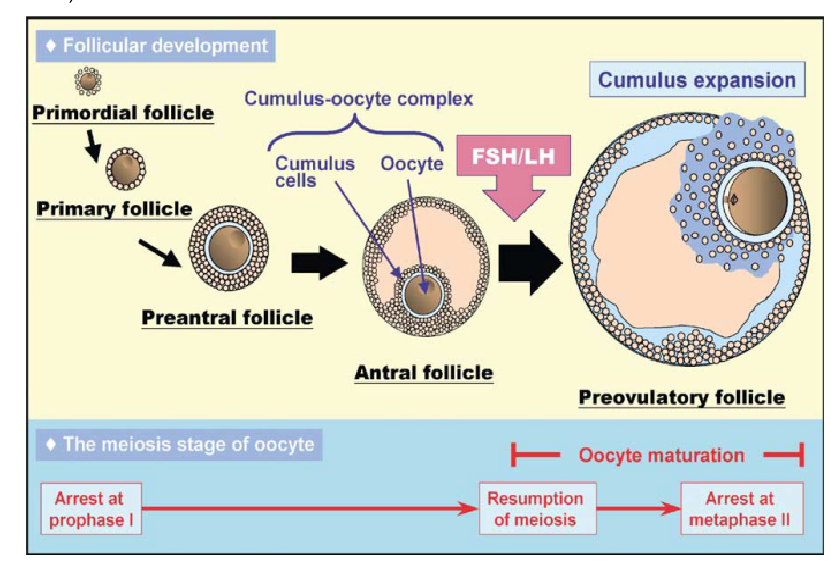 ♦ Follicular development
Primordial follicle
Primary follicle
Preantral follicle
Cumulus-oocyte complex
Cumulus
cells
Oocyte
Antral follicle
FSH/LH
Cumulus expansion
Preovulatory follicle
♦ The meiosis stage of oocyte
Oocyte maturation
Arrest at
prophase I
Resumption
of meiosis
Arrest at
metaphase II